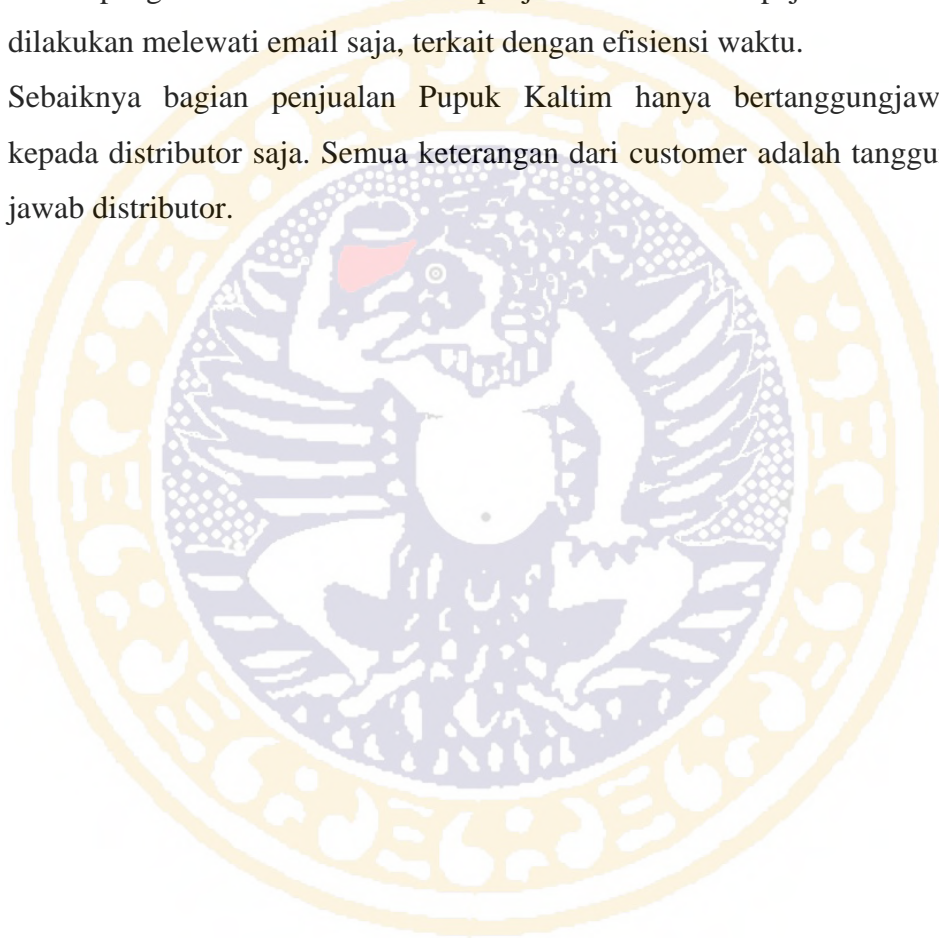 dilakukan melewati email saja, terkait dengan efisiensi waktu.
Sebaiknya bagian penjualan Pupuk Kaltim hanya bertanggungjaw
kepada distributor saja. Semua keterangan dari customer adalah tanggu
jawab distributor.